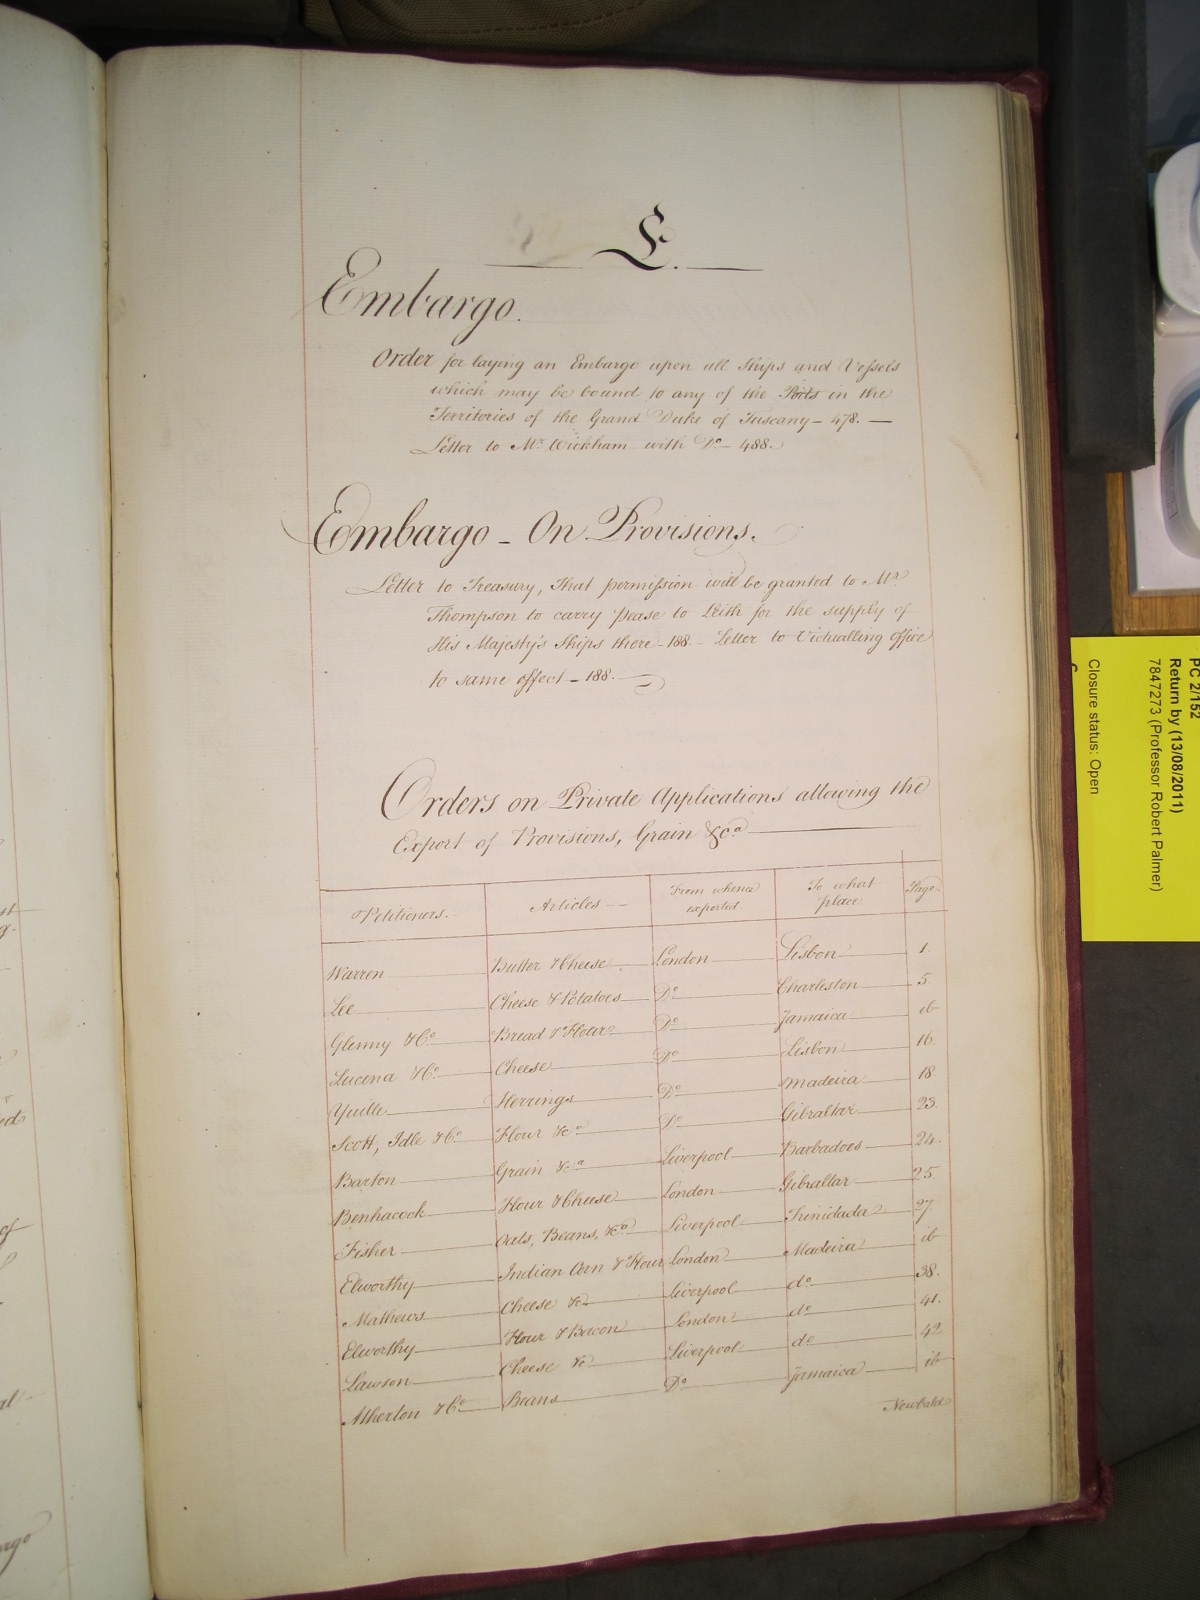 E.
Embargo.
Order for laying an Embargo upon all Ships and Vessels
which may be bound to any of the Ports in the
Territories of the Grand Duke of Tuscany - 478. —
Letter to Mr. Wickham with Do - 488.
Embargo - On Provisions.
Letter to Treasury, That permission will be granted to Mr
Thompson to carry Pease to Leith for the supply of
His Majesty's Ships there - 188 - Letter to Victualling Office
to same effect - 188. —
Orders on Private Applications allowing the
Export of Provisions, Grain &ca
Petitioners. Articles From whence exported. To what place Page
Warren Butter & Cheese London Lisbon 1.
Lee Cheese & Potatoes Do Charleston 5
Glenny & Co Bread & Flour Do Jamaica ib
Lucena & Co Cheese Do Lisbon 16.
Yuille Herrings Do Madeira 18.
Scott, Idle & Co Flour &ca Do Gibraltar 23.
Barton Grain &ca Liverpool Barbadoes 24.
Benhacock Flour & Cheese London Gibraltar 25.
Fisher Oats, Beans, &ca Liverpool Trinidada 27
Elworthy Indian Corn & Flour London Madeira ib
Mathews Cheese &c Liverpool do 38.
Elworthy Flour & Bacon London do 41.
Lawson Cheese &c Liverpool do 42
Atherton & Co Beans Do Jamaica ib
Newbald
PC 2/152
Return by (13/08/2011)
7847273 (Professor Robert Palmer)
Closure status: Open